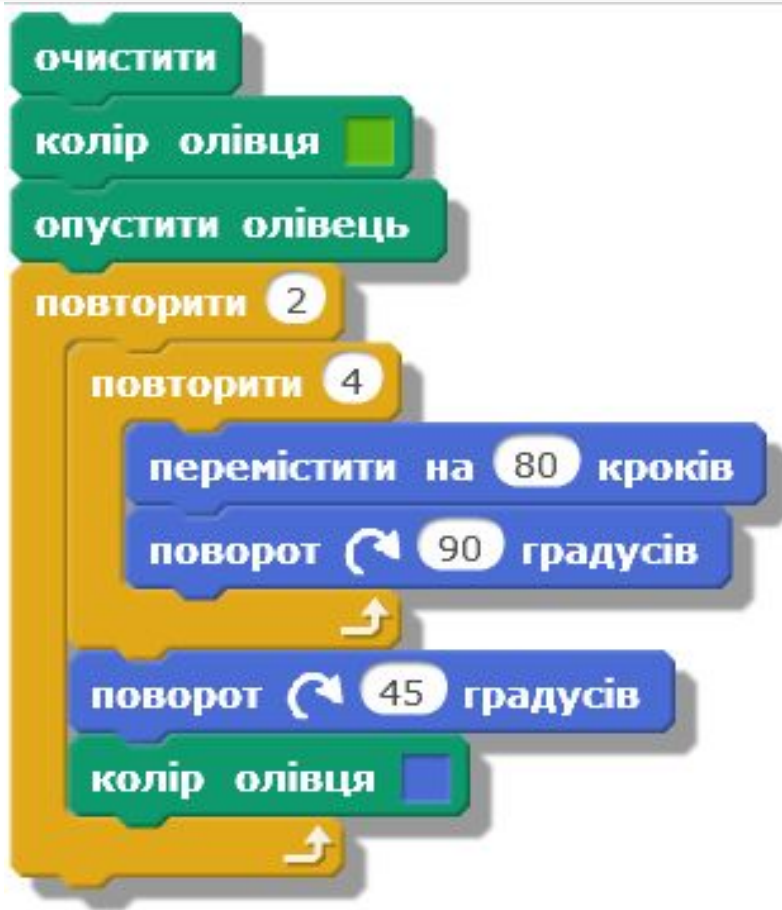 очистити
колір олівця
опустити олівець
повторити 2
повторити 4
перемістити на 80 кроків
поворот 90 градусів
поворот 45 градусів
колір олівця